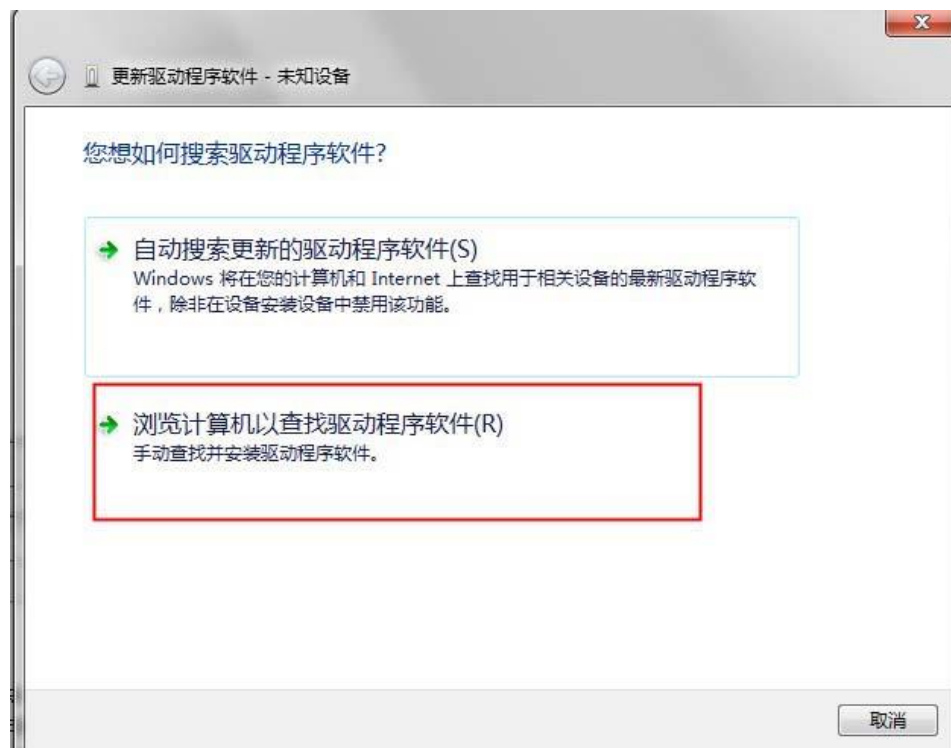 更新驱动程序软件 - 未知设备
您想如何搜索驱动程序软件?
自动搜索更新的驱动程序软件(S)
Windows 将在您的计算机和 Internet 上查找用于相关设备的最新驱动程序软
件，除非在设备安装设备中禁用该功能。
浏览计算机以查找驱动程序软件(R)
手动查找并安装驱动程序软件。
取消